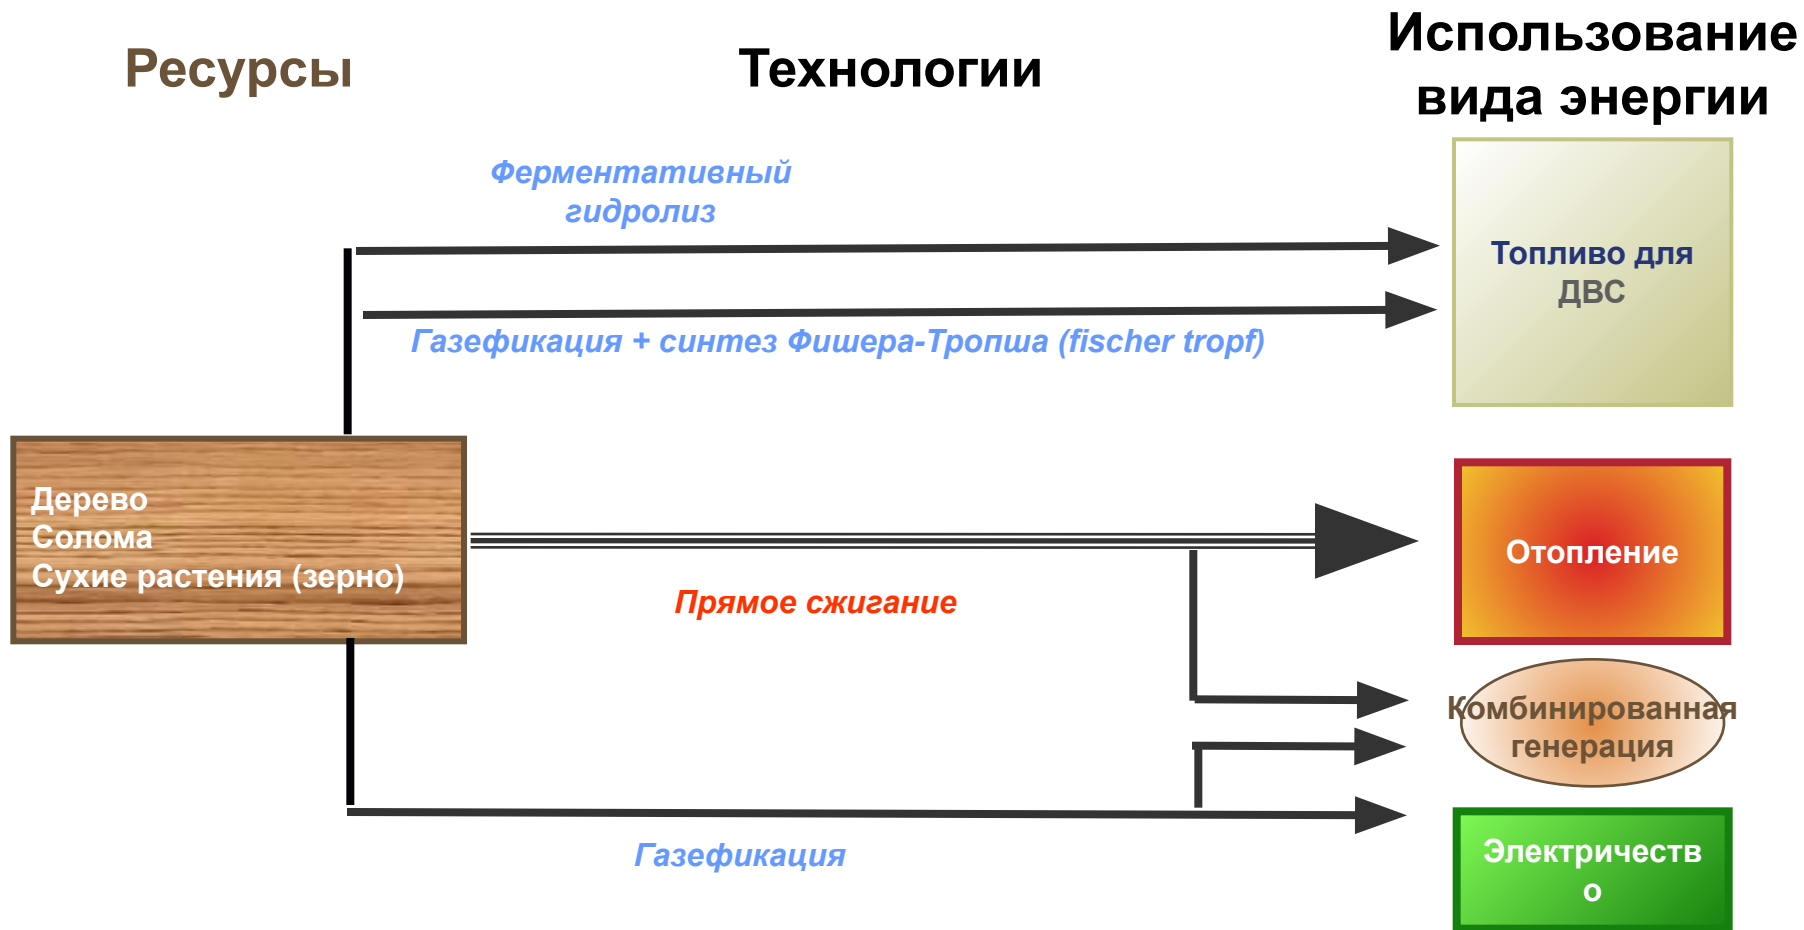 Ресурсы
Технологии
Использование
вида энергии
Ферментативный
гидролиз
Топливо для
ДВС
Газефикация + синтез Фишера-Тропша (fischer tropf)
Дерево
Солома
Сухие растения (зерно)
Отопление
Прямое сжигание
Комбинированная
генерация
Газефикация
Электричеств
о